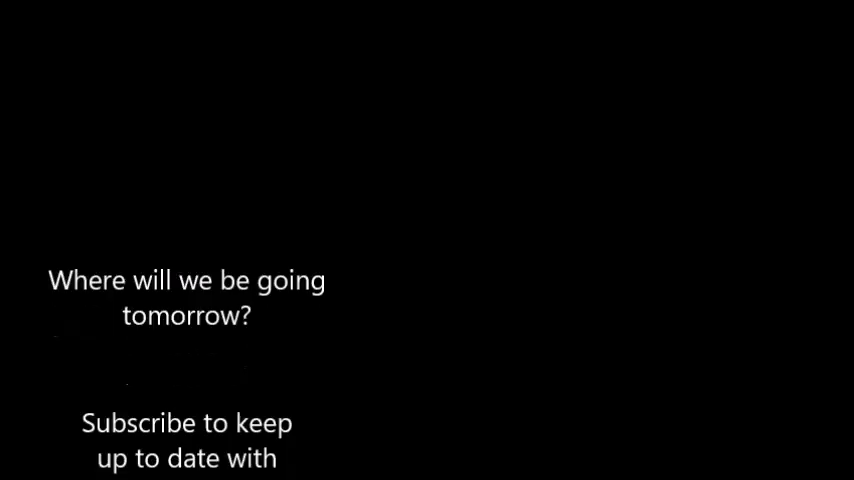 Where will we be going
tomorrow?
Subscribe to keep
up to date with